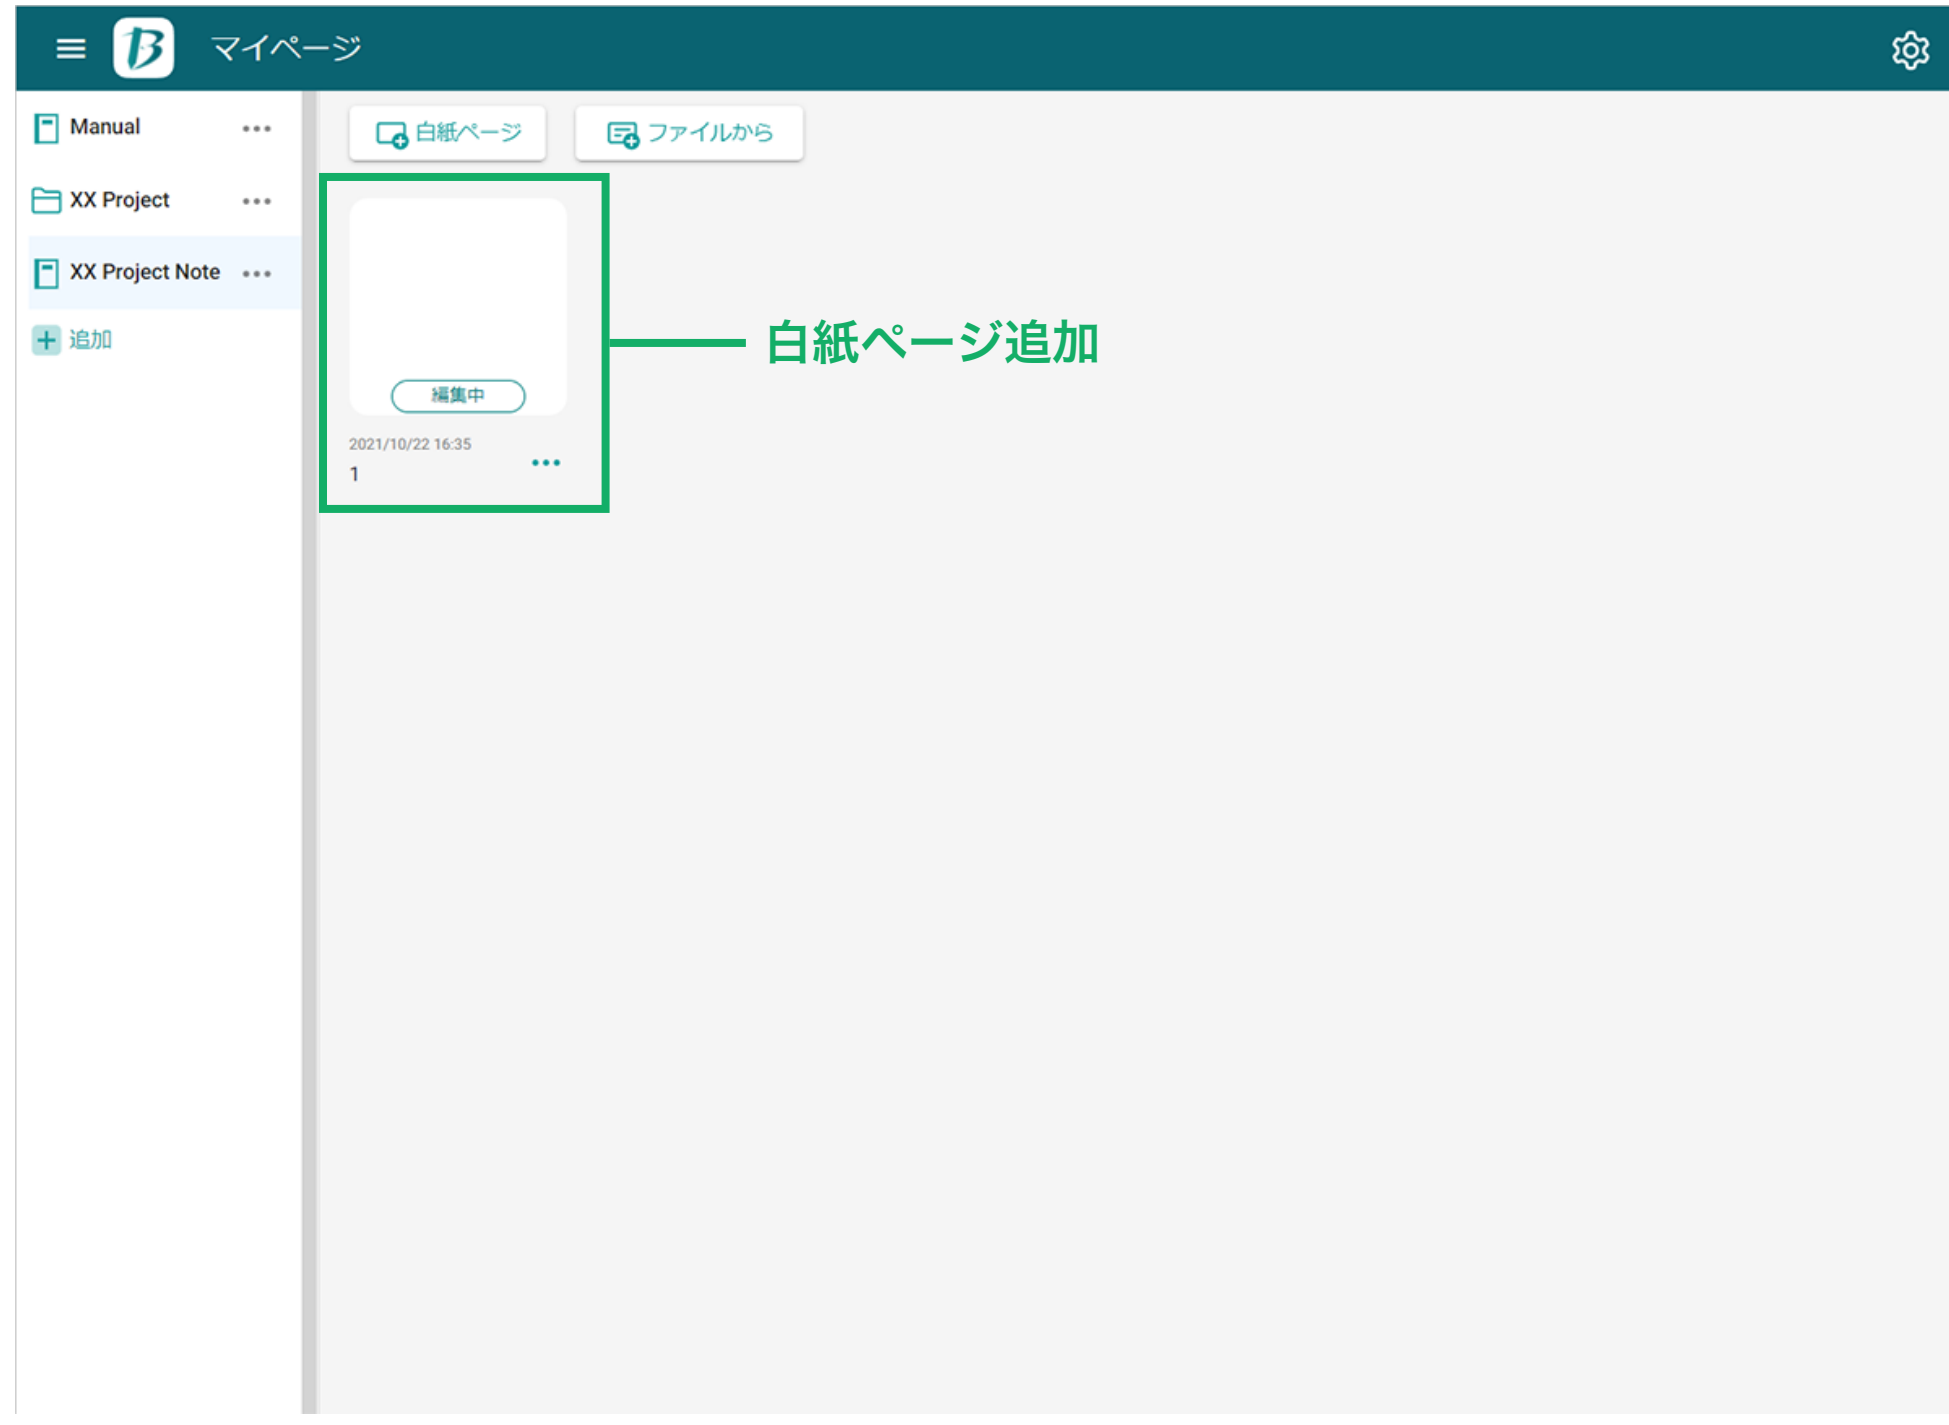 マイページ
Manual
XX Project
XX Project Note
追加
白紙ページ
ファイルから
編集中
2021/10/22 16:35
1
白紙ページ追加